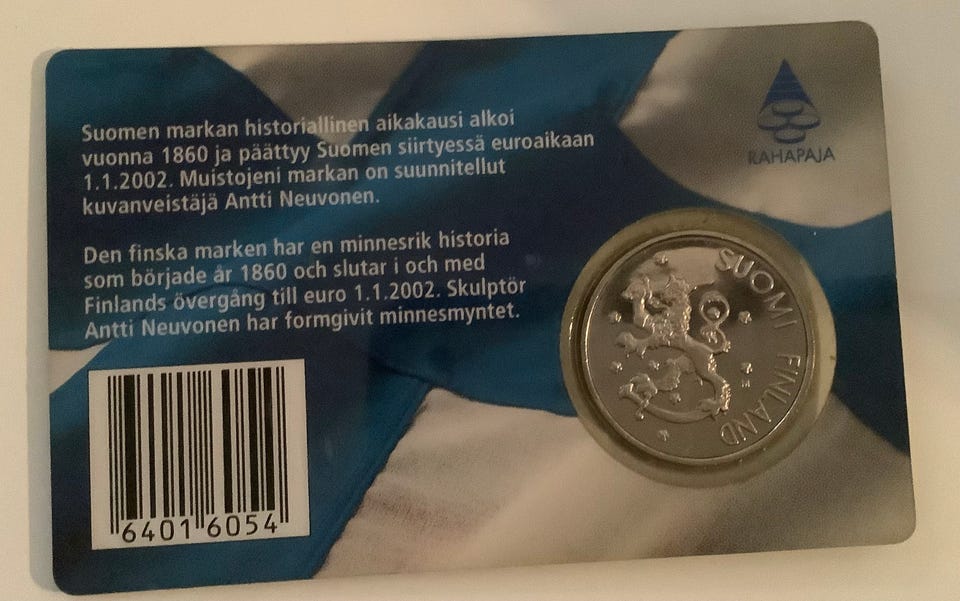 Suomen markan historiallinen aikakausi alkoi
vuonna 1860 ja päättyy Suomen siirtyessä euroaikaan
1.1.2002. Muistojeni markan on suunnitellut
kuvanveistäjä Antti Neuvonen.
Den finska marken har en minnesrik historia
som började år 1860 och slutar i och med
Finlands övergång till euro 1.1.2002. Skulptör
Antti Neuvonen har formgivit minnesmyntet.
RAHAPAJA
SUOMI FINLAND
6401 6054